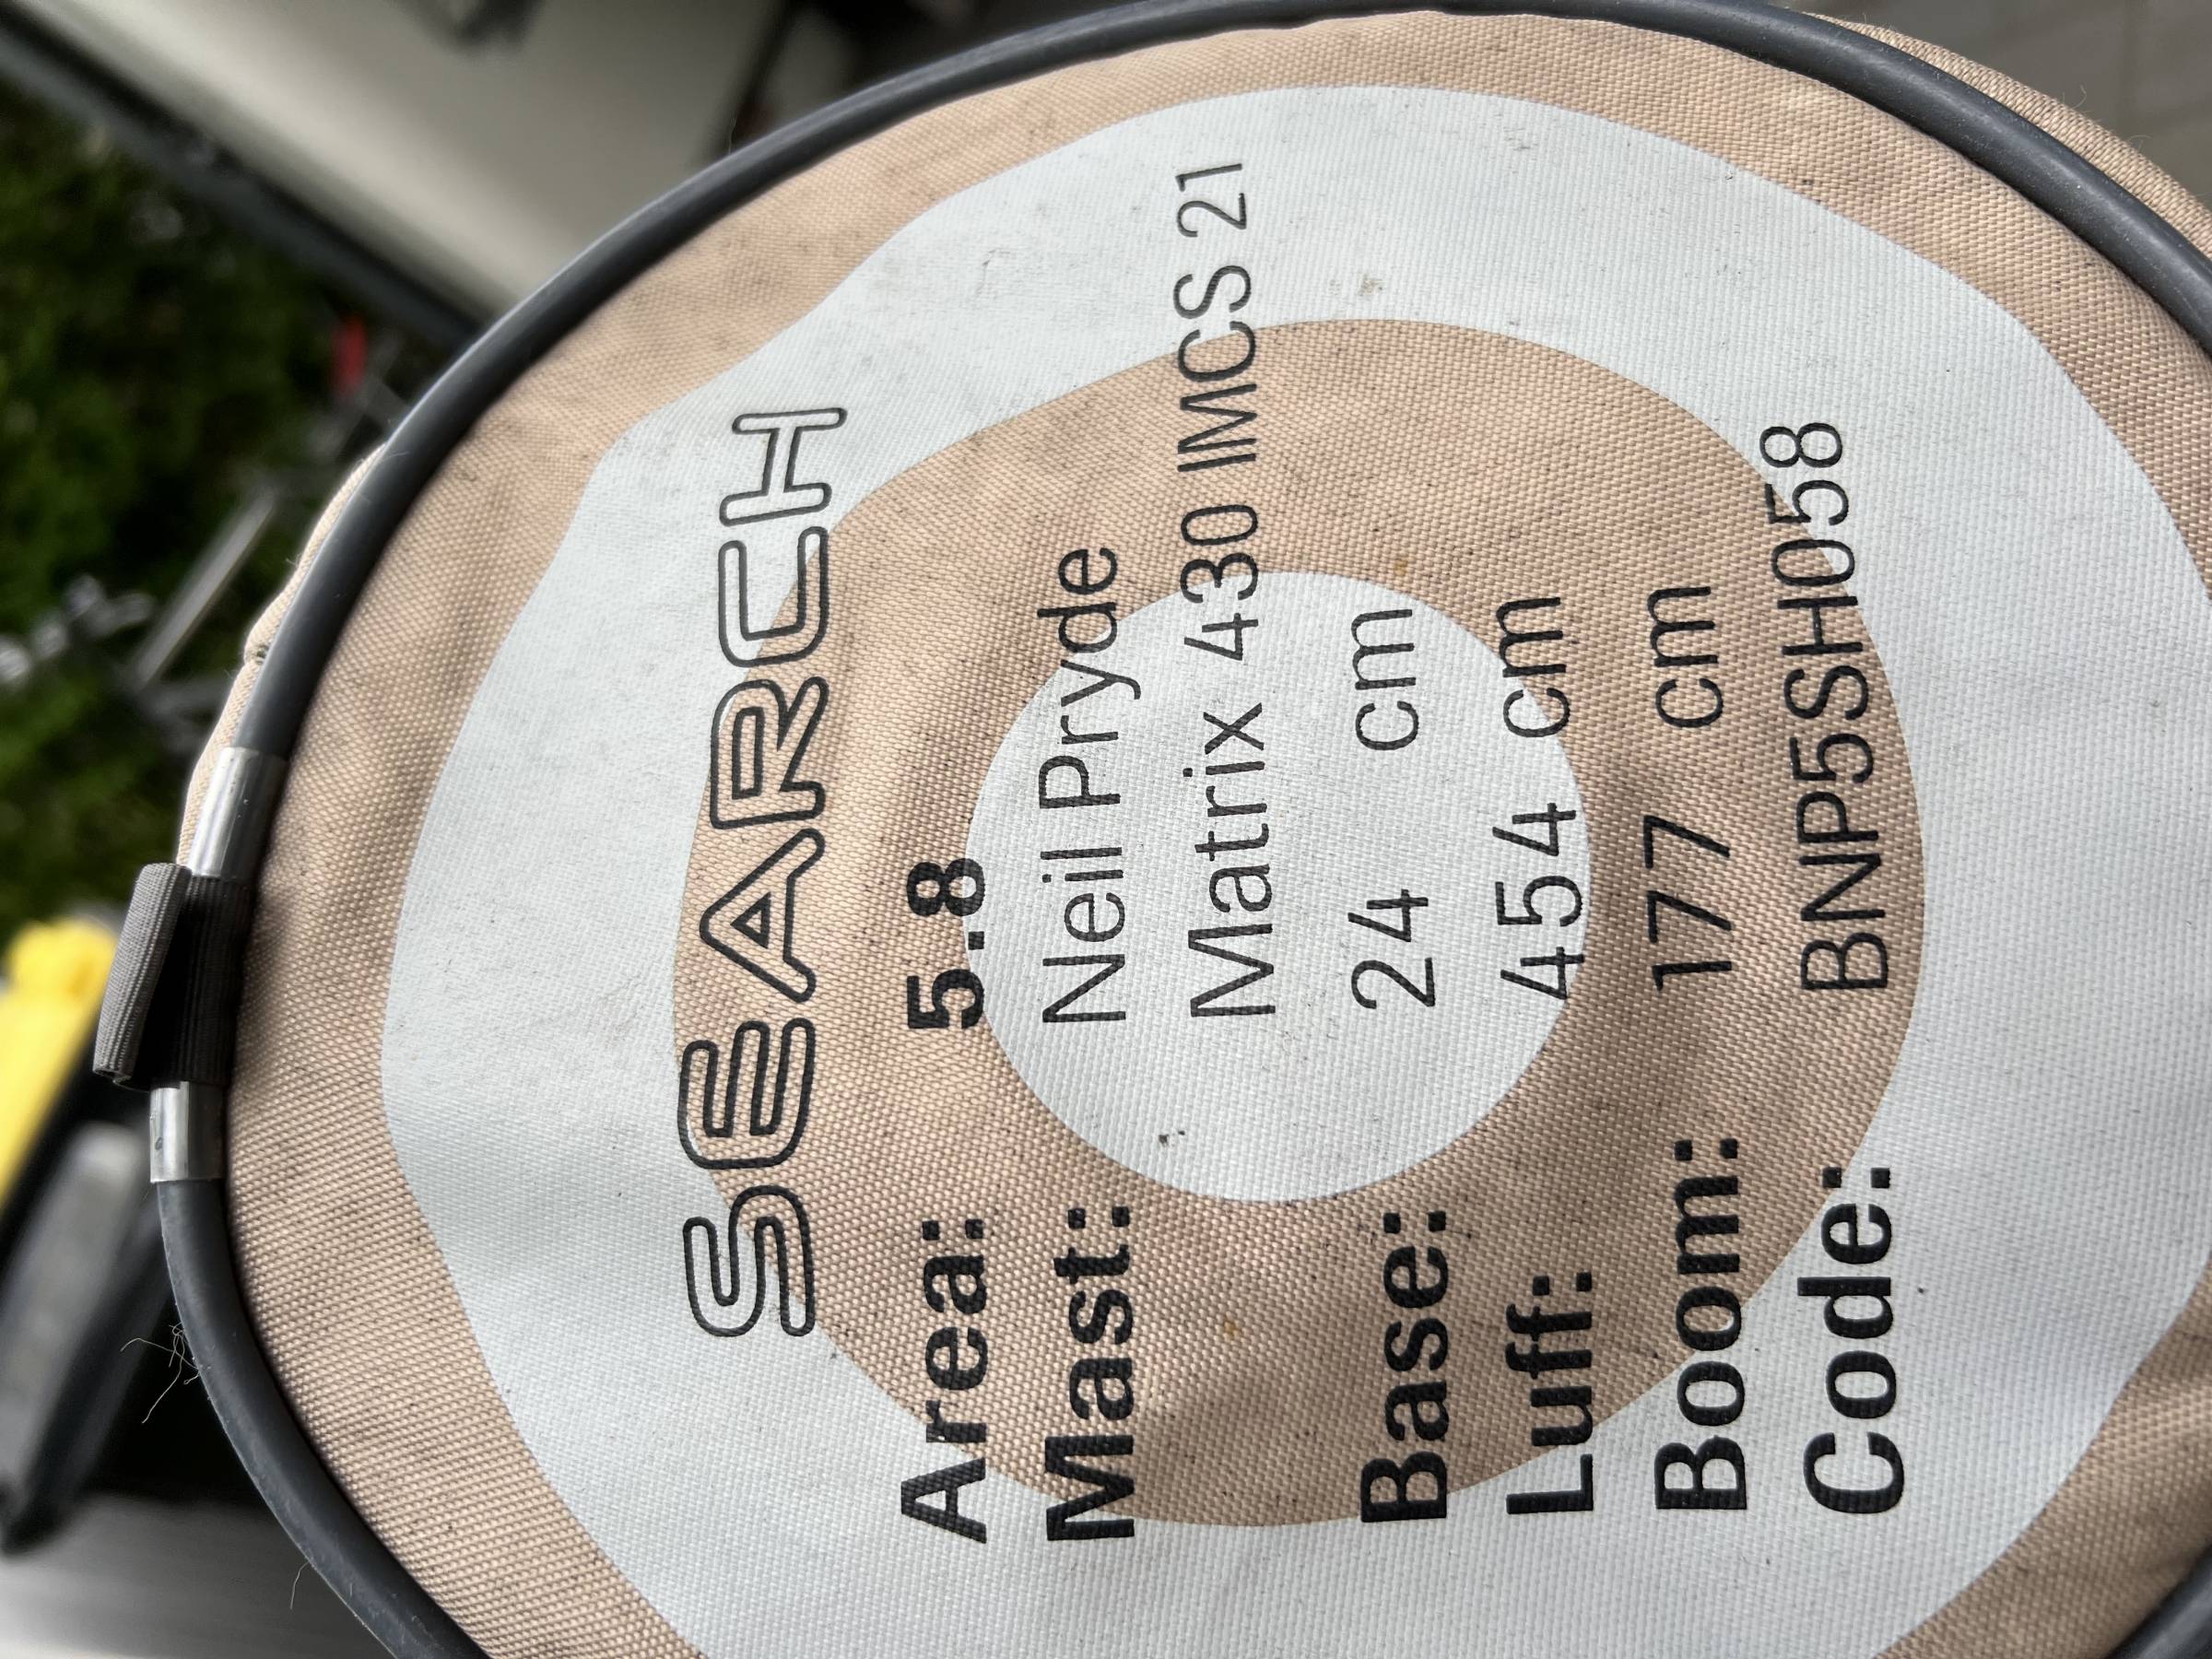 SEARCH
Area: 5.8
Mast: Neil Pryde
Matrix 430 IMCS 21
Base: 24 cm
Luff: 454 cm
Boom: 177 cm
Code: BNP5SH058